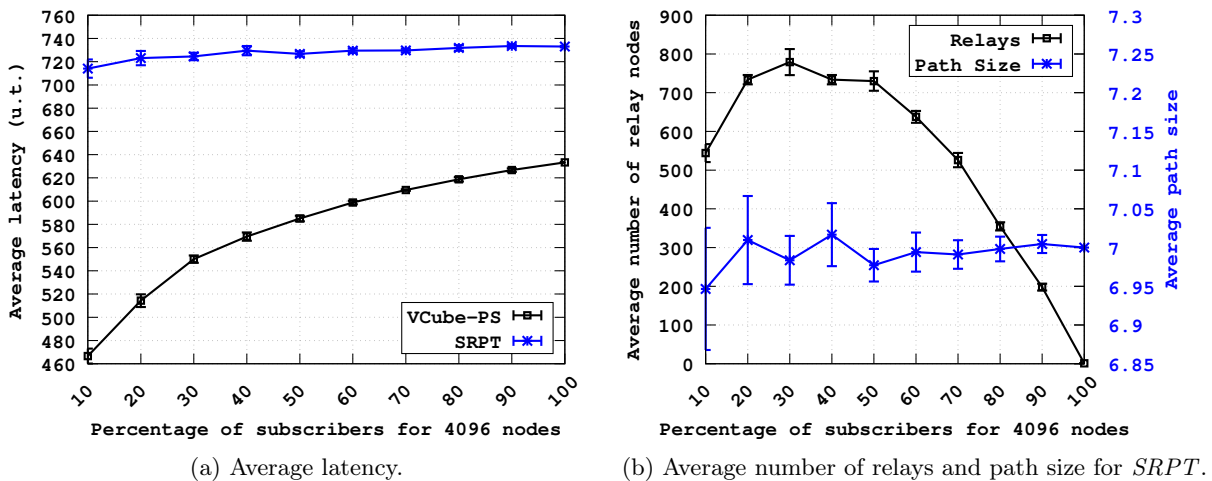 760
740
720
700
680
660
640
620
600
580
560
540
520
500
480
460
Average latency (u.t.)
VCube-PS
SRPT
10 20 30 40 50 60 70 80 90 100
Percentage of subscribers for 4096 nodes
(a) Average latency.
900
800
700
600
500
400
300
200
100
0
Average number of relay nodes
Relays
Path Size
7.3
7.25
7.2
7.15
7.1
7.05
7
6.95
6.9
6.85
Average path size
10 20 30 40 50 60 70 80 90 100
Percentage of subscribers for 4096 nodes
(b) Average number of relays and path size for SRPT.